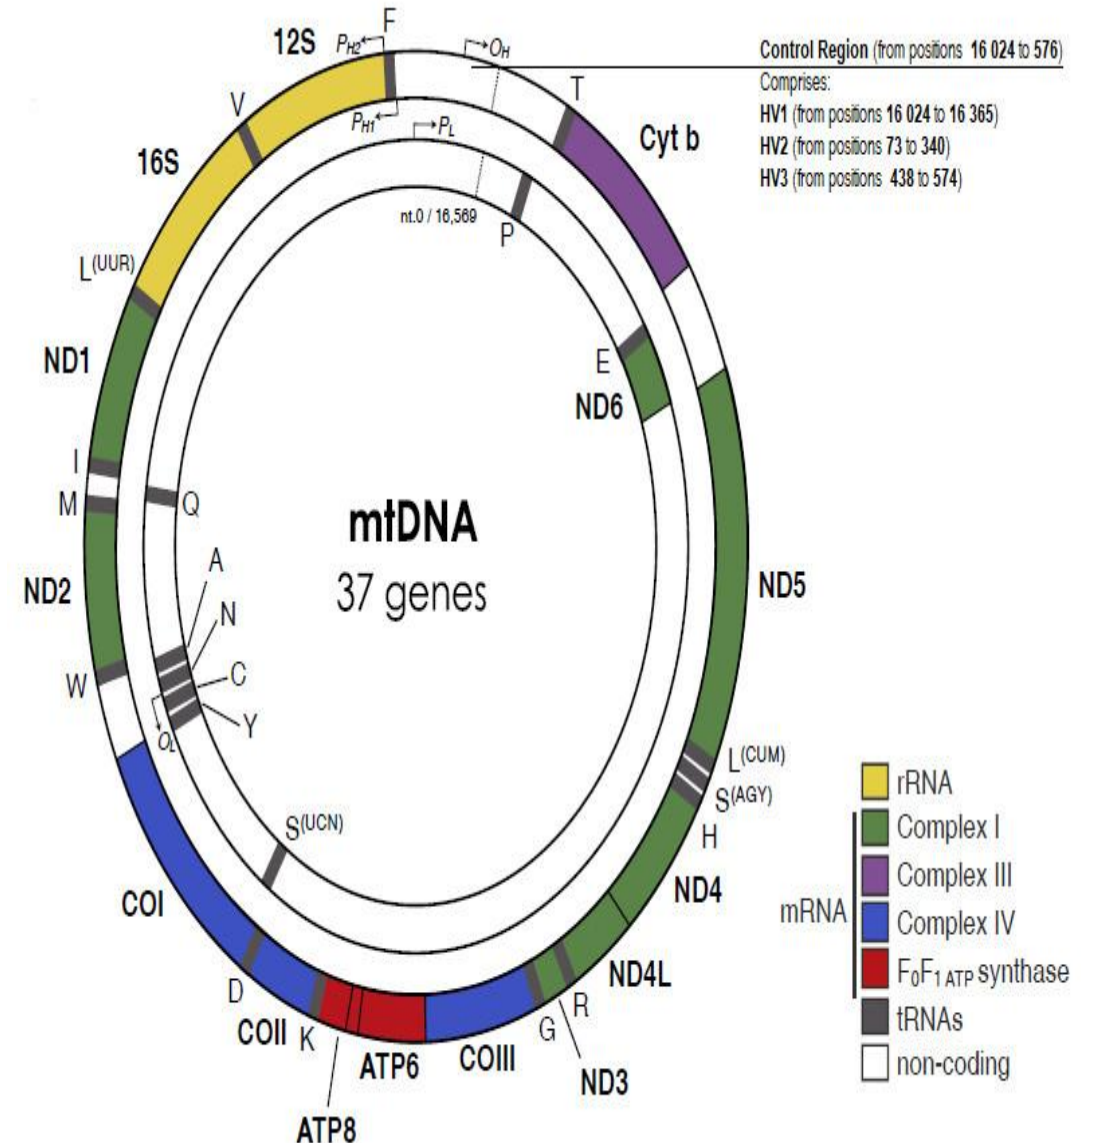 F
12S
PH2
OH
Control Region (from positions 16 024 to 576)
Comprises:
HV1 (from positions 16 024 to 16 365)
HV2 (from positions 73 to 340)
HV3 (from positions 438 to 574)
T
V
PH1
PL
Cyt b
16S
nt.0 / 16,569
P
L(UUR)
ND1
E
ND6
I
M
Q
mtDNA
37 genes
A
ND2
ND5
N
C
W
Y
OL
L(CUM)
S(AGY)
H
S(UCN)
COI
ND4
D
ND4L
R
COII
K
G
ATP6
COIII
ND3
ATP8
rRNA
mRNA
Complex I
Complex III
Complex IV
F0F1 ATP synthase
tRNAs
non-coding